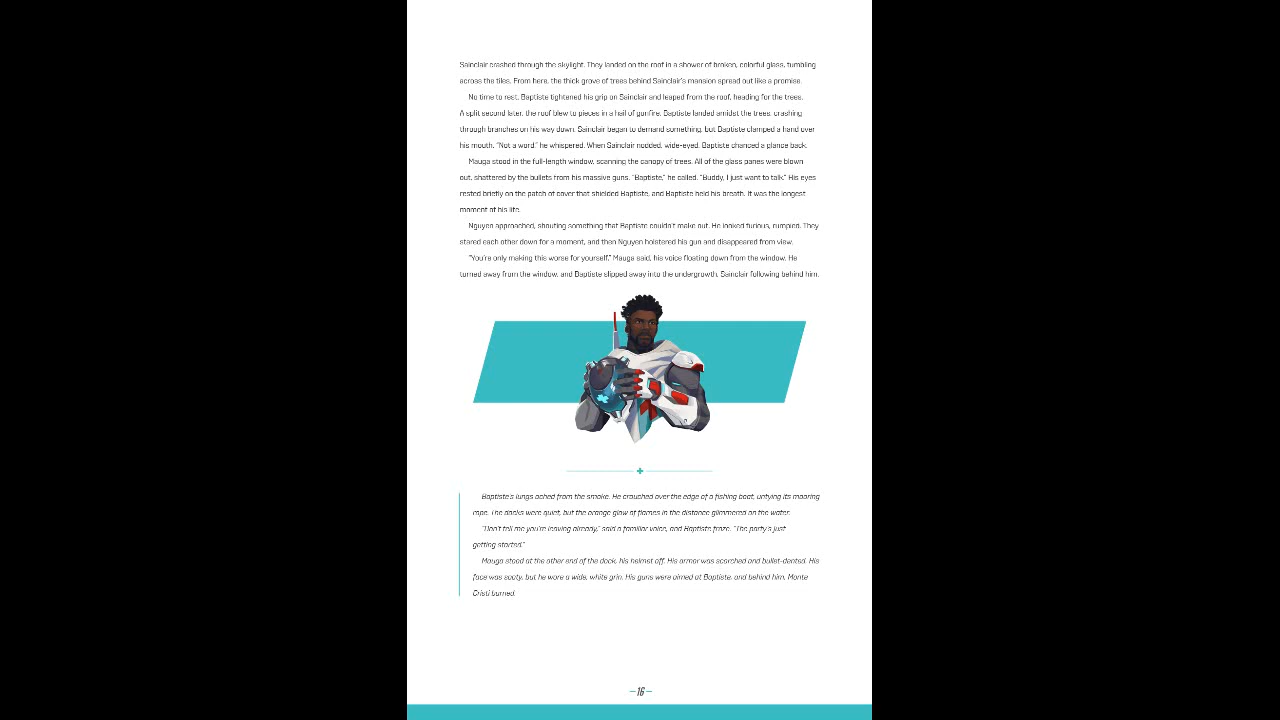 Sainclair crashed through the skylight. They landed on the roof in a shower of broken, colorful glass, tumbling
across the tiles. From here, the thick grove of trees behind Sainclair's mansion spread out like a promise.
No time to rest. Baptiste tightened his grip on Sainclair and leaped from the roof, heading for the trees.
A split second later, the roof blew to pieces in a hail of gunfire. Baptiste landed amidst the trees, crashing
through branches on his way down. Sainclair began to demand something, but Baptiste clamped a hand over
his mouth. "Not a word," he whispered. When Sainclair nodded, wide-eyed, Baptiste chanced a glance back.
Mauga stood in the full-length window, scanning the canopy of trees. All of the glass panes were blown
out, shattered by the bullets from his massive guns. "Baptiste," he called. "Buddy, I just want to talk." His eyes
rested briefly on the patch of cover that shielded Baptiste, and Baptiste held his breath. It was the longest
moment of his life.
Nguyen approached, shouting something that Baptiste couldn't make out. He looked furious, rumpled. They
stared each other down for a moment, and then Nguyen holstered his gun and disappeared from view.
"You're only making this worse for yourself," Mauga said, his voice floating down from the window. He
turned away from the window, and Baptiste slipped away into the undergrowth, Sainclair following behind him.
Baptiste's lungs ached from the smoke. He crouched over the edge of a fishing boat, untying its mooring
rope. The docks were quiet, but the orange glow of flames in the distance glimmered on the water.
"Don't tell me you're leaving already," said a familiar voice, and Baptiste froze. "The party's just
getting started."
Mauga stood at the other end of the dock, his helmet off. His armor was scorched and bullet-dented. His
face was sooty, but he wore a wide, white grin. His guns were aimed at Baptiste, and behind him, Monte
Cristi burned.
–16–